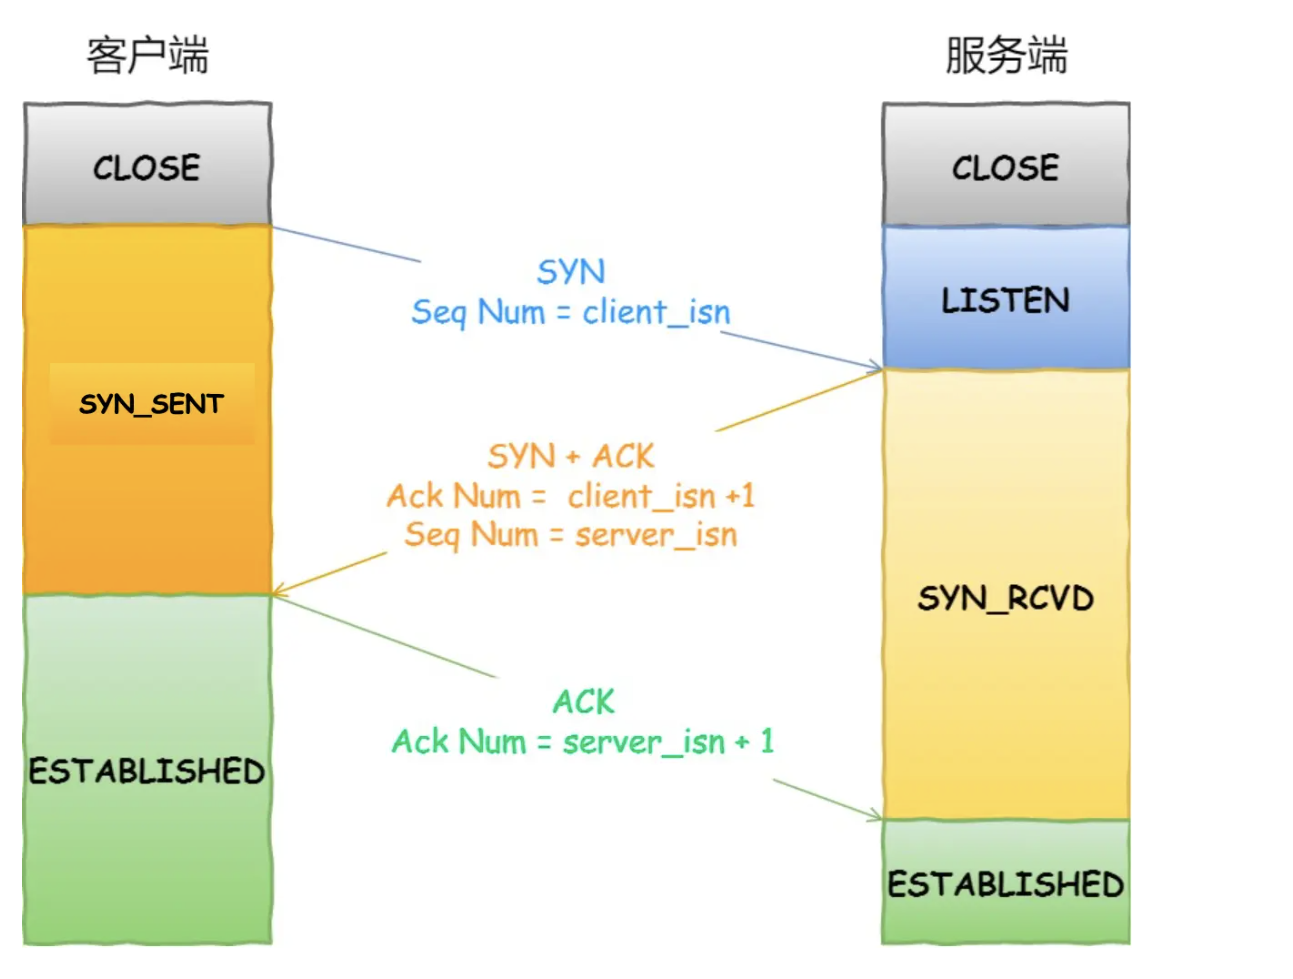 客户端
服务端
CLOSE
CLOSE
SYN
Seq Num = client_isn
LISTEN
SYN_SENT
SYN + ACK
Ack Num = client_isn +1
Seq Num = server_isn
SYN_RCVD
ACK
Ack Num = server_isn + 1
ESTABLISHED
ESTABLISHED